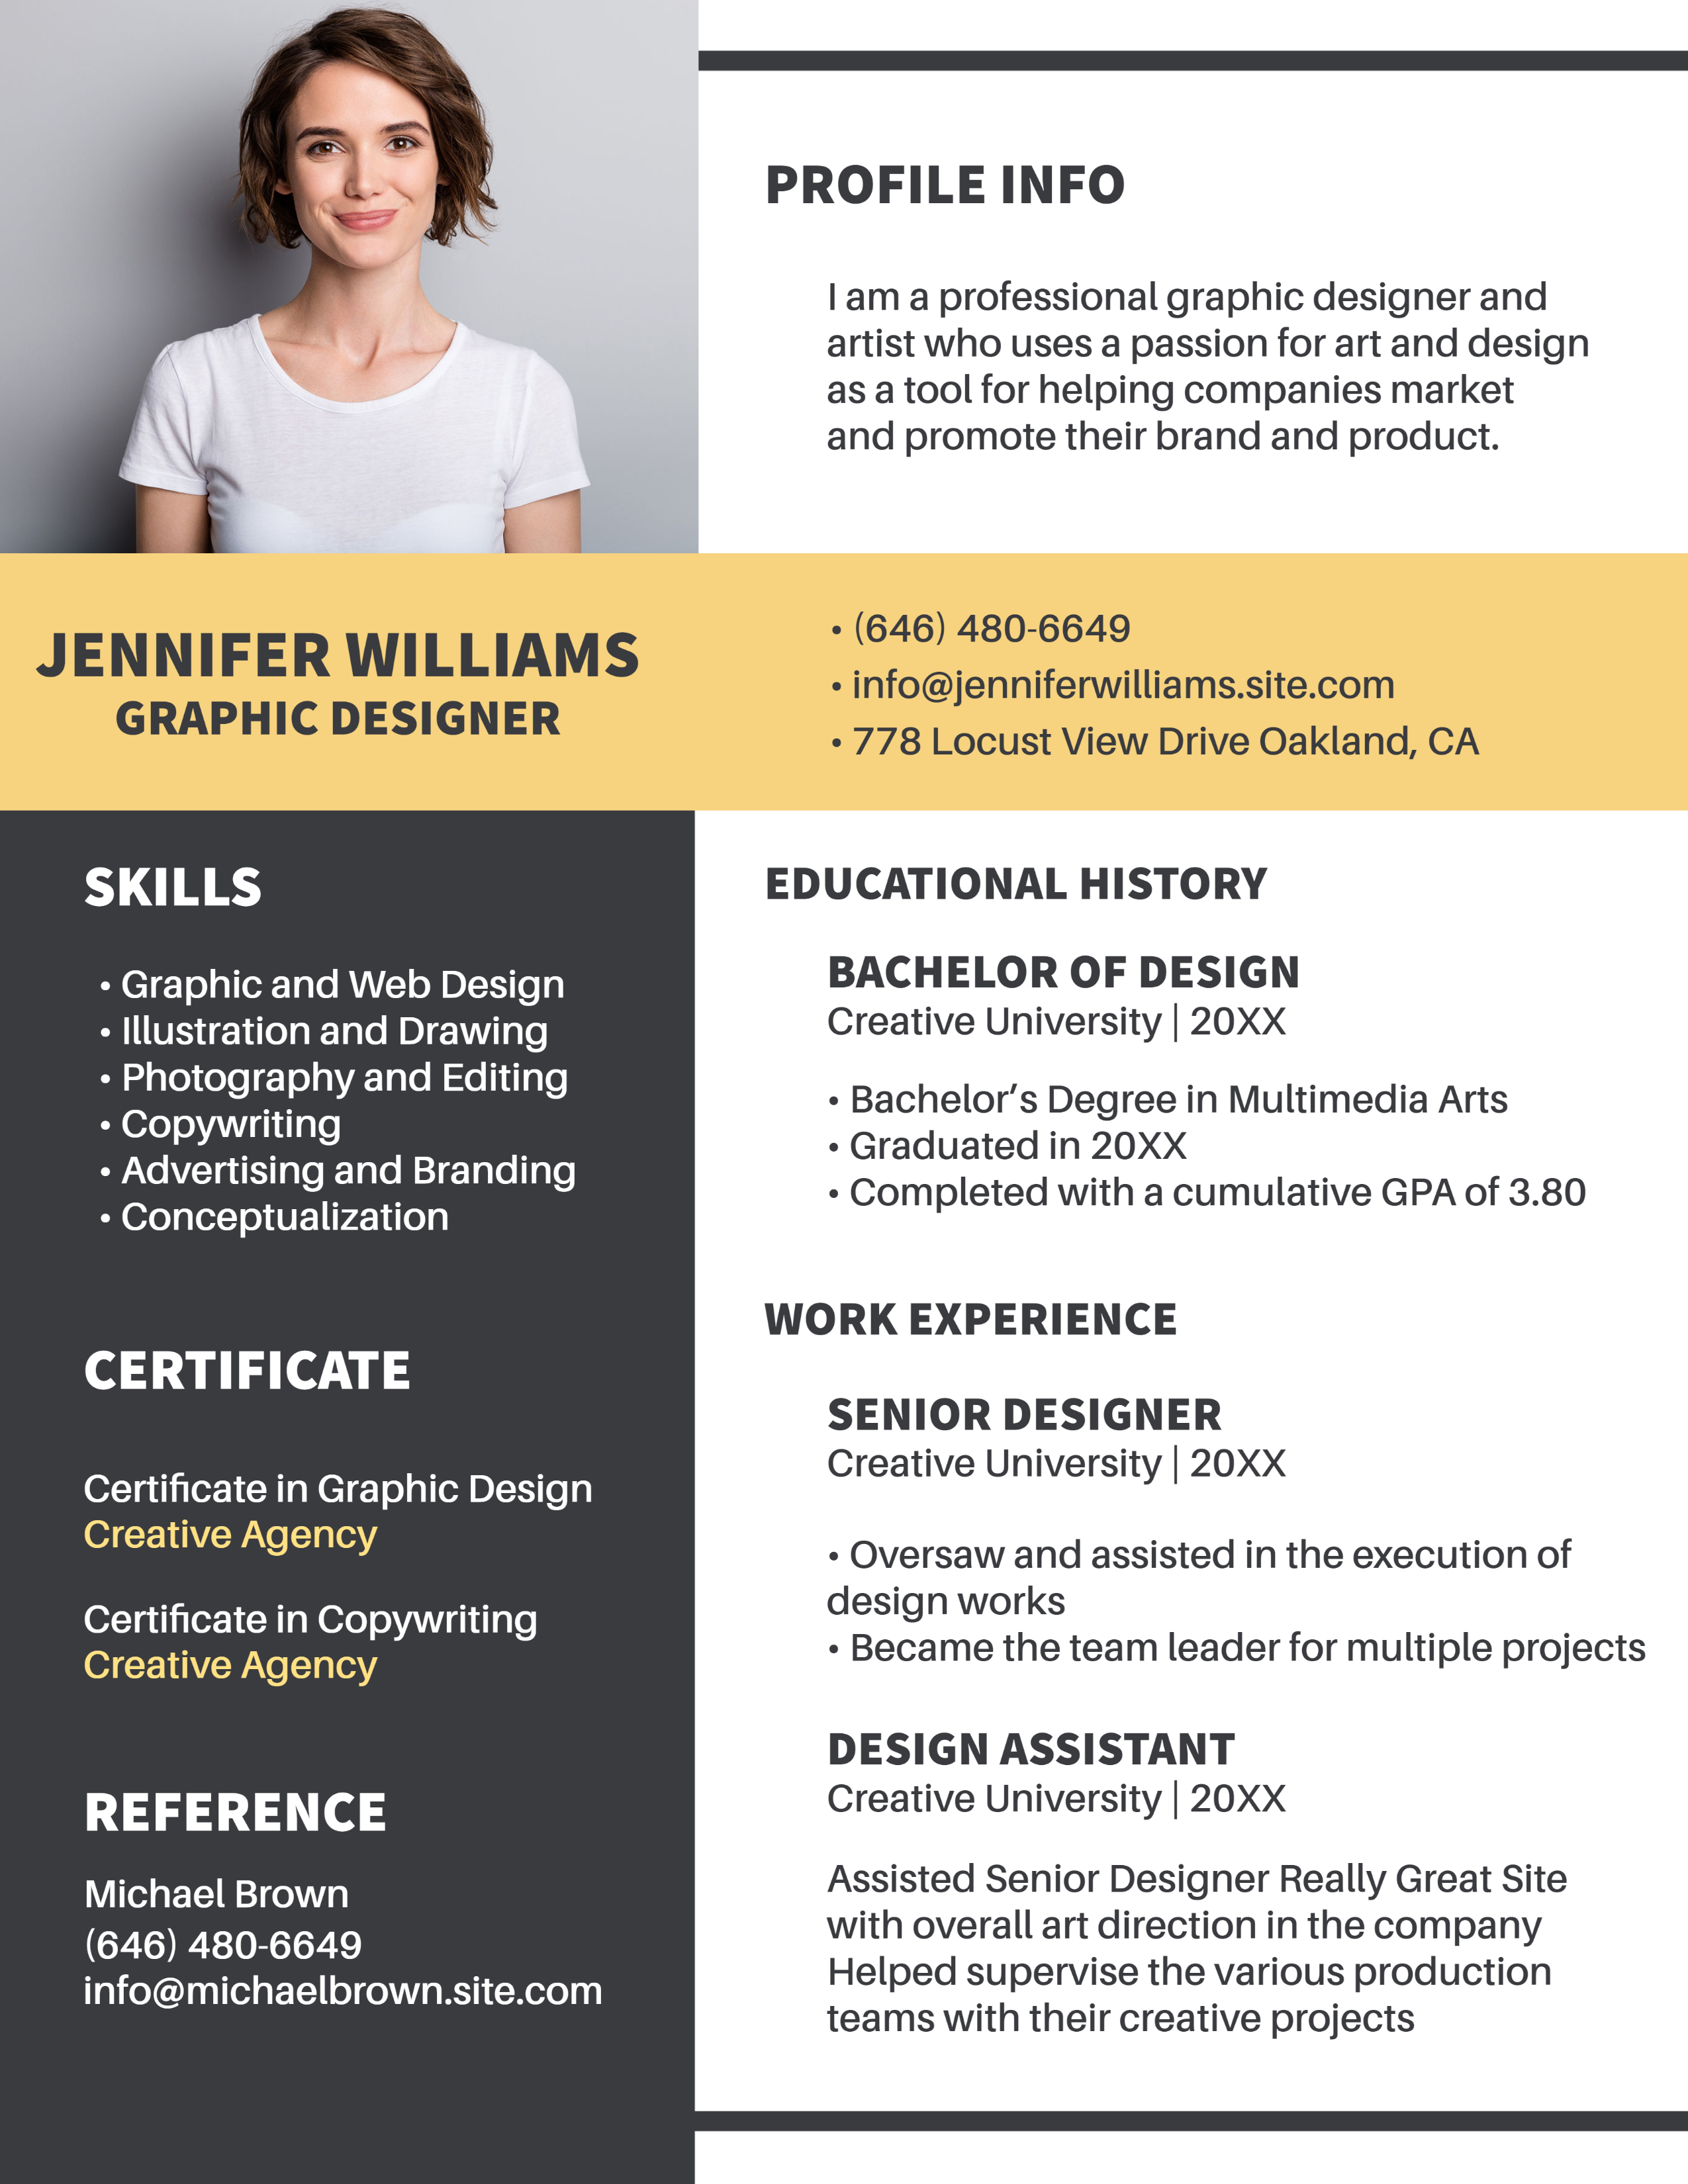 PROFILE INFO
I am a professional graphic designer and
artist who uses a passion for art and design
as a tool for helping companies market
and promote their brand and product.
JENNIFER WILLIAMS
GRAPHIC DESIGNER
• (646) 480-6649
• info@jenniferwilliams.site.com
• 778 Locust View Drive Oakland, CA
SKILLS
• Graphic and Web Design
• Illustration and Drawing
• Photography and Editing
• Copywriting
• Advertising and Branding
• Conceptualization
CERTIFICATE
Certificate in Graphic Design
Creative Agency
Certificate in Copywriting
Creative Agency
REFERENCE
Michael Brown
(646) 480-6649
info@michaelbrown.site.com
EDUCATIONAL HISTORY
BACHELOR OF DESIGN
Creative University | 20XX
• Bachelor’s Degree in Multimedia Arts
• Graduated in 20XX
• Completed with a cumulative GPA of 3.80
WORK EXPERIENCE
SENIOR DESIGNER
Creative University | 20XX
• Oversaw and assisted in the execution of
design works
• Became the team leader for multiple projects
DESIGN ASSISTANT
Creative University | 20XX
Assisted Senior Designer Really Great Site
with overall art direction in the company
Helped supervise the various production
teams with their creative projects